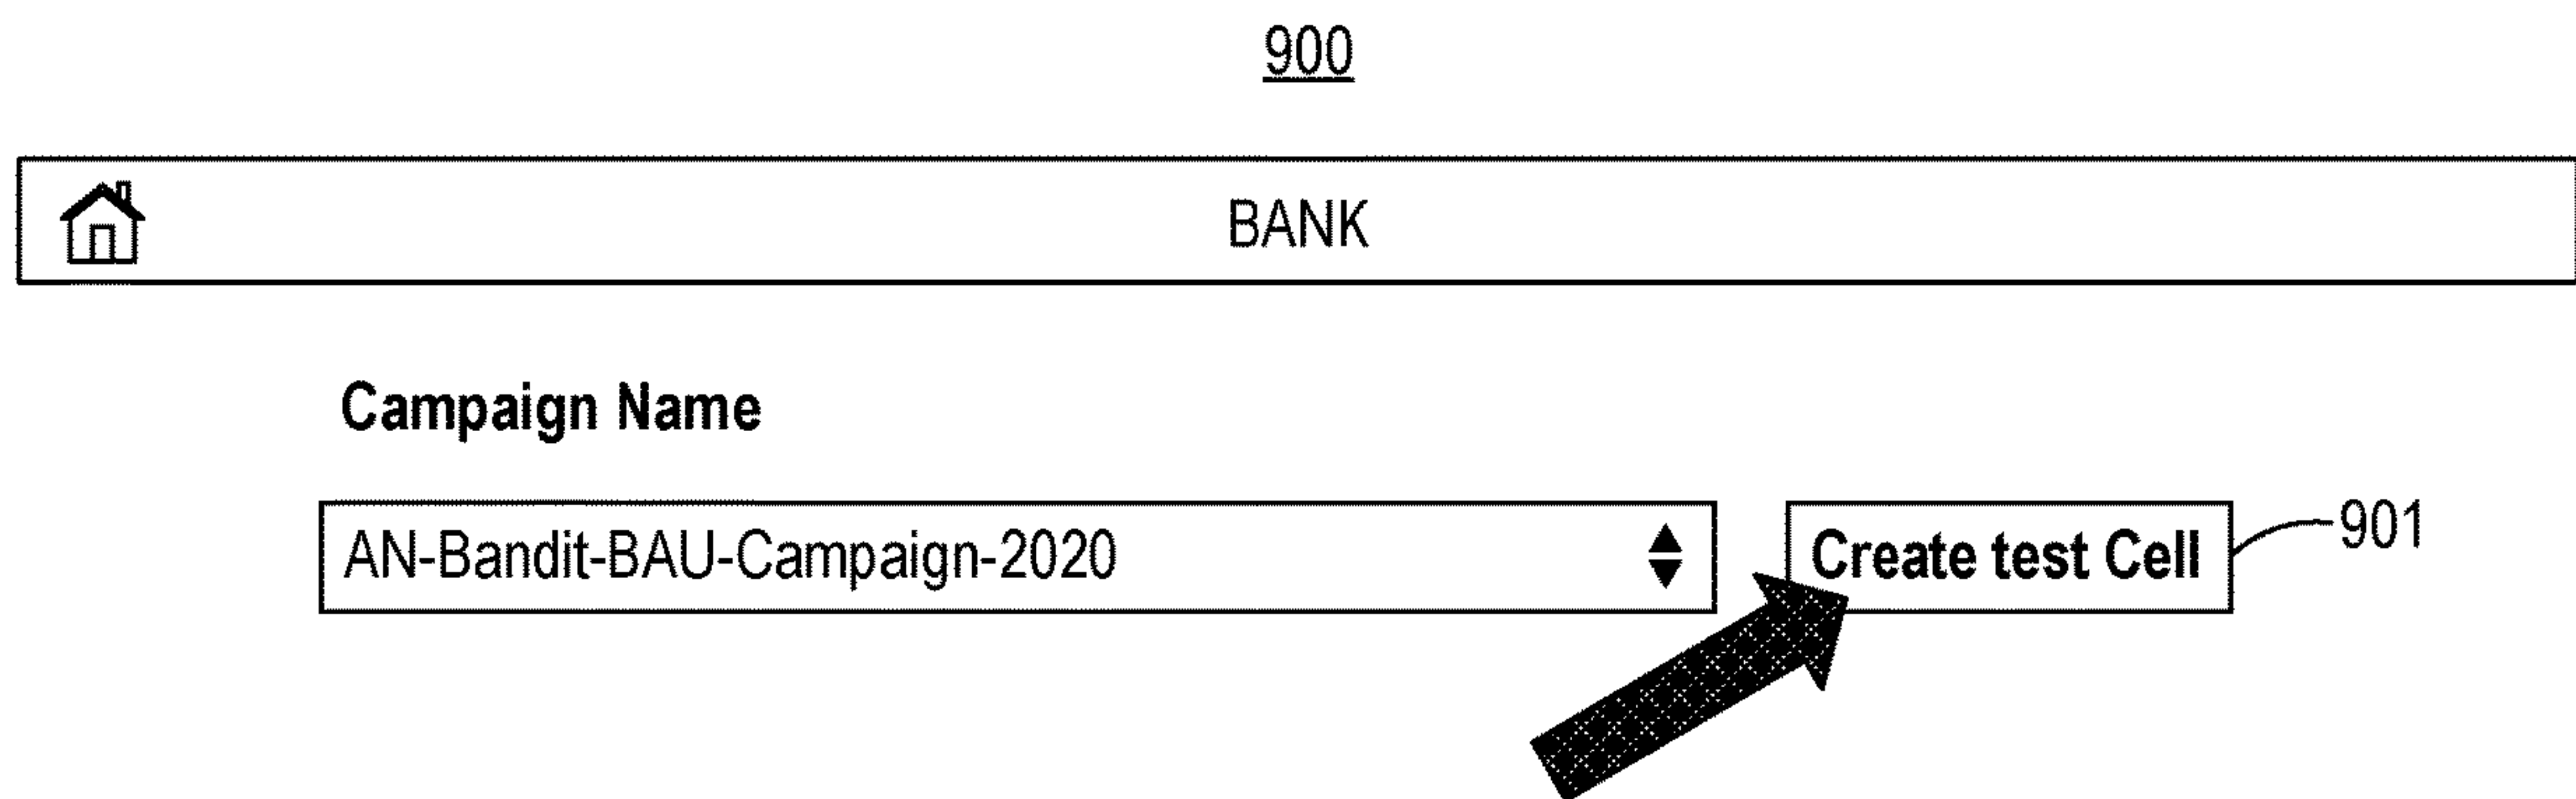 900
BANK
Campaign Name
AN-Bandit-BAU-Campaign-2020
Create test Cell
901